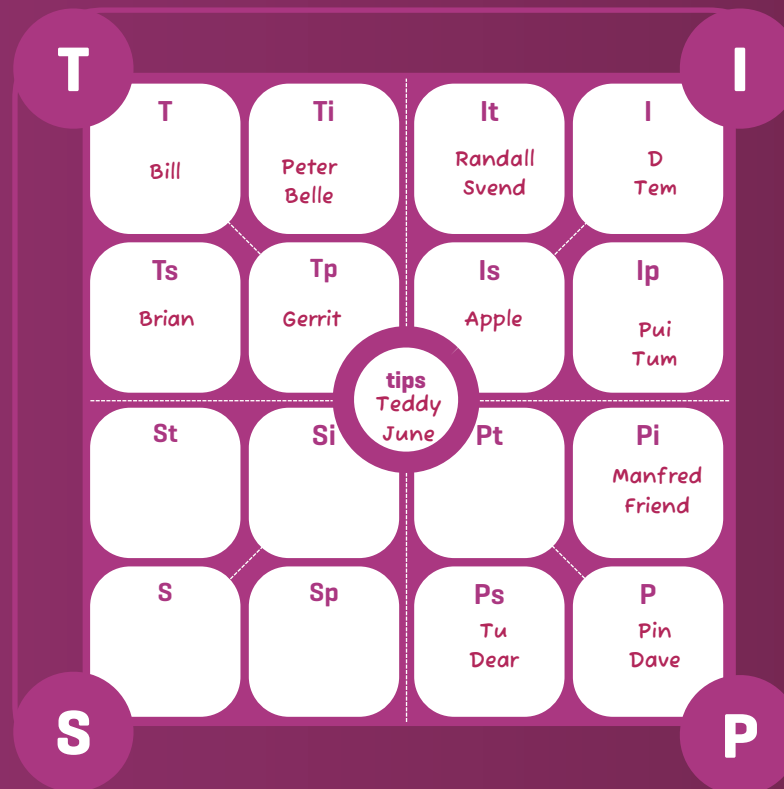 T
I
T
Bill
Ti
Peter
Belle
It
Randall
Svend
I
D
Tem
Ts
Brian
Tp
Gerrit
Is
Apple
Ip
Pui
Tum
tips
Teddy
June
St
Si
Pt
Pi
Manfred
Friend
S
Sp
Ps
Tu
Dear
P
Pin
Dave
S
P